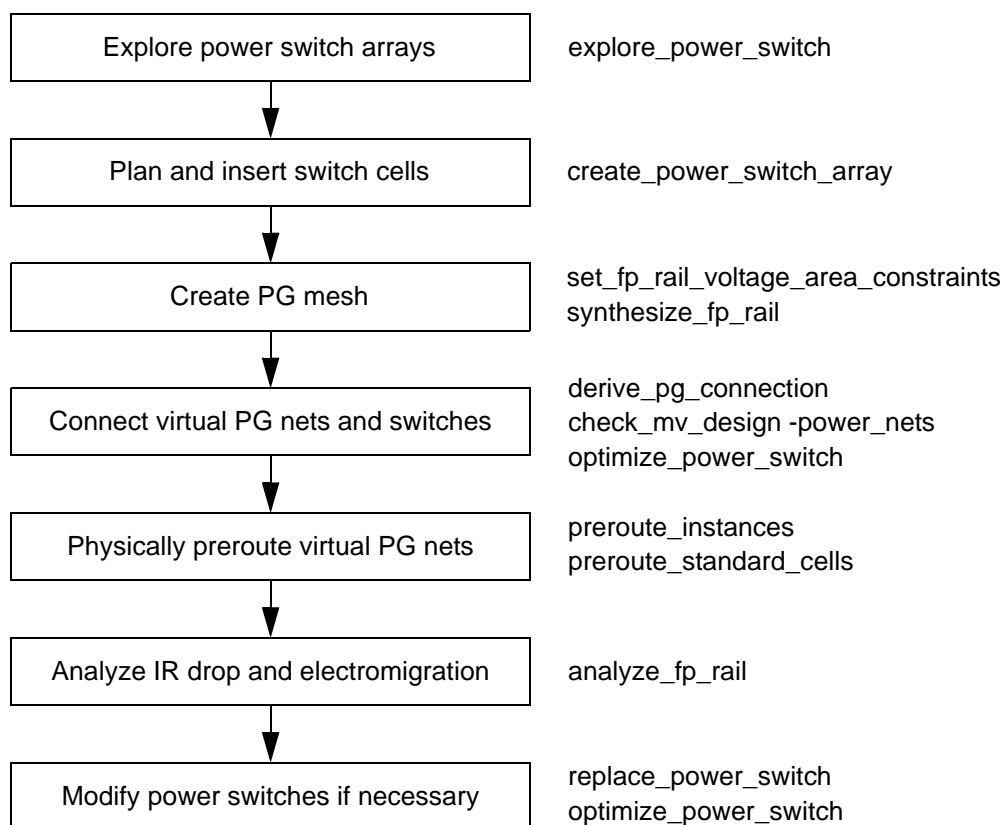 Explore power switch arrays
explore_power_switch
Plan and insert switch cells
create_power_switch_array
Create PG mesh
set_fp_rail_voltage_area_constraints
synthesize_fp_rail
Connect virtual PG nets and switches
derive_pg_connection
check_mv_design -power_nets
optimize_power_switch
Physically preroute virtual PG nets
preroute_instances
preroute_standard_cells
Analyze IR drop and electromigration
analyze_fp_rail
Modify power switches if necessary
replace_power_switch
optimize_power_switch